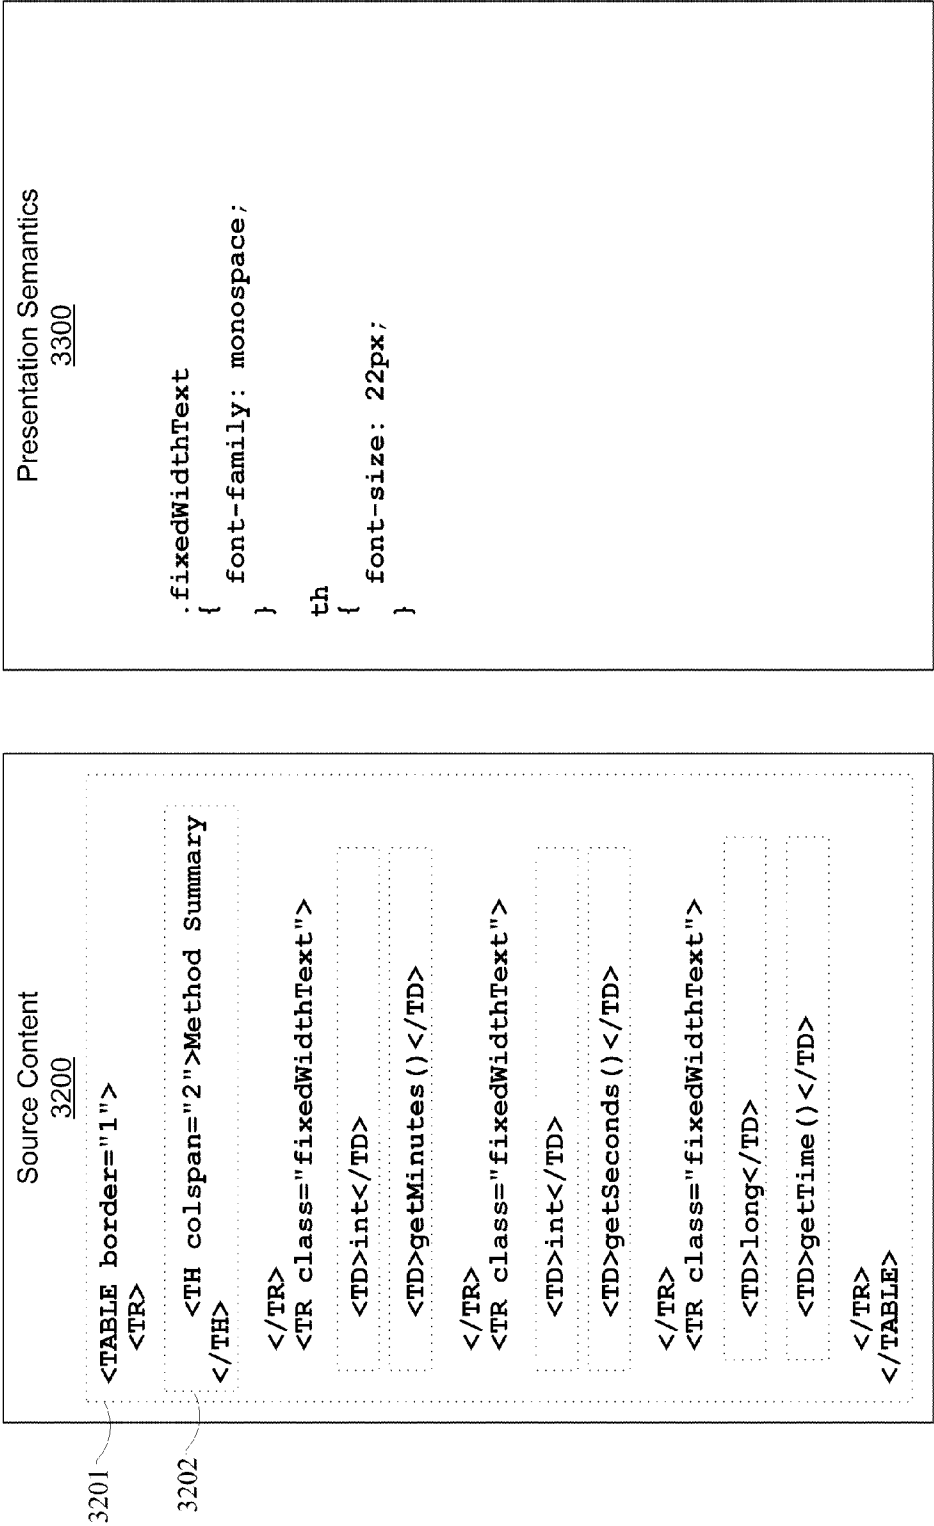 Source Content
3200
3201
<TABLE border="1">
<TR>
3202
<TH colspan="2">Method Summary
</TH>
</TR>
<TR class="fixedWidthText">
<TD>int</TD>
<TD>getMinutes()</TD>
</TR>
<TR class="fixedWidthText">
<TD>int</TD>
<TD>getSeconds()</TD>
</TR>
<TR class="fixedWidthText">
<TD>long</TD>
<TD>getTime()</TD>
</TR>
</TABLE>
Presentation Semantics
3300
.fixedWidthText
{
font-family: monospace;
}
th
{
font-size: 22px;
}